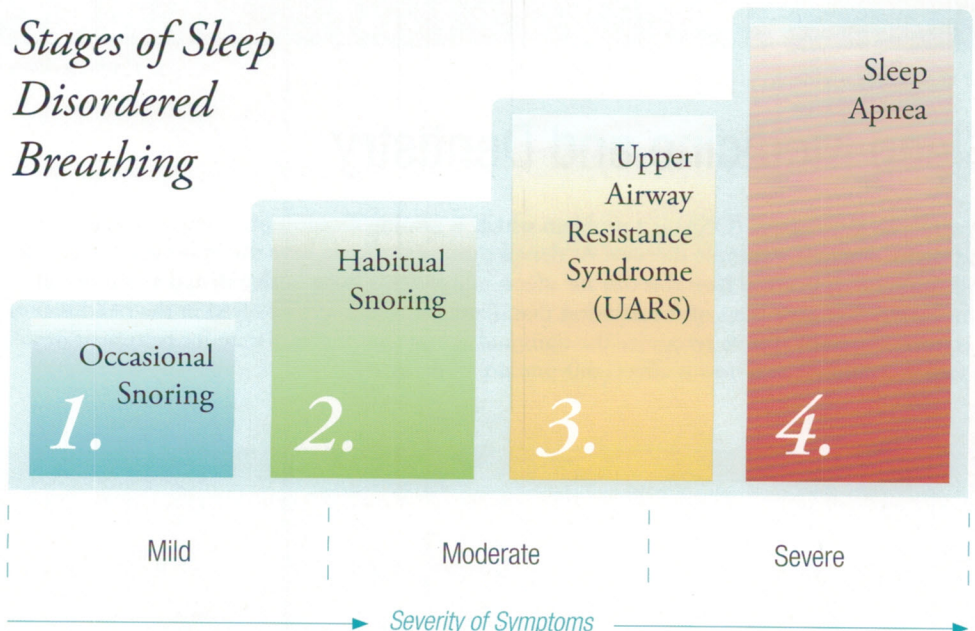 Stages of Sleep
Disordered
Breathing
Occasional
Snoring
1.
Habitual
Snoring
2.
Upper
Airway
Resistance
Syndrome
(UARS)
3.
Sleep
Apnea
4.
Mild
Moderate
Severe
Severity of Symptoms